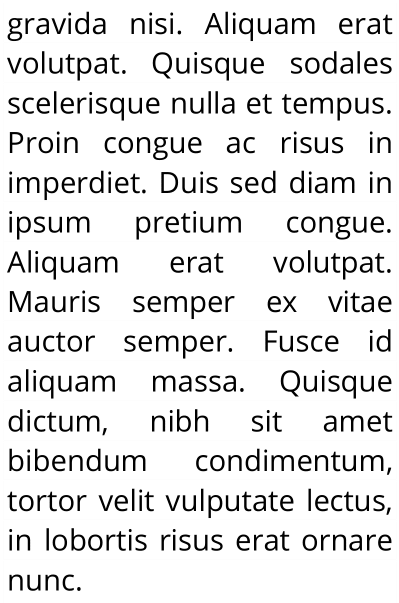 gravida nisi. Aliquam erat
volutpat. Quisque sodales
scelerisque nulla et tempus.
Proin congue ac risus in
imperdiet. Duis sed diam in
ipsum pretium congue.
Aliquam erat volutpat.
Mauris semper ex vitae
auctor semper. Fusce id
aliquam massa. Quisque
dictum, nibh sit amet
bibendum condimentum,
tortor velit vulputate lectus,
in lobortis risus erat ornare
nunc.